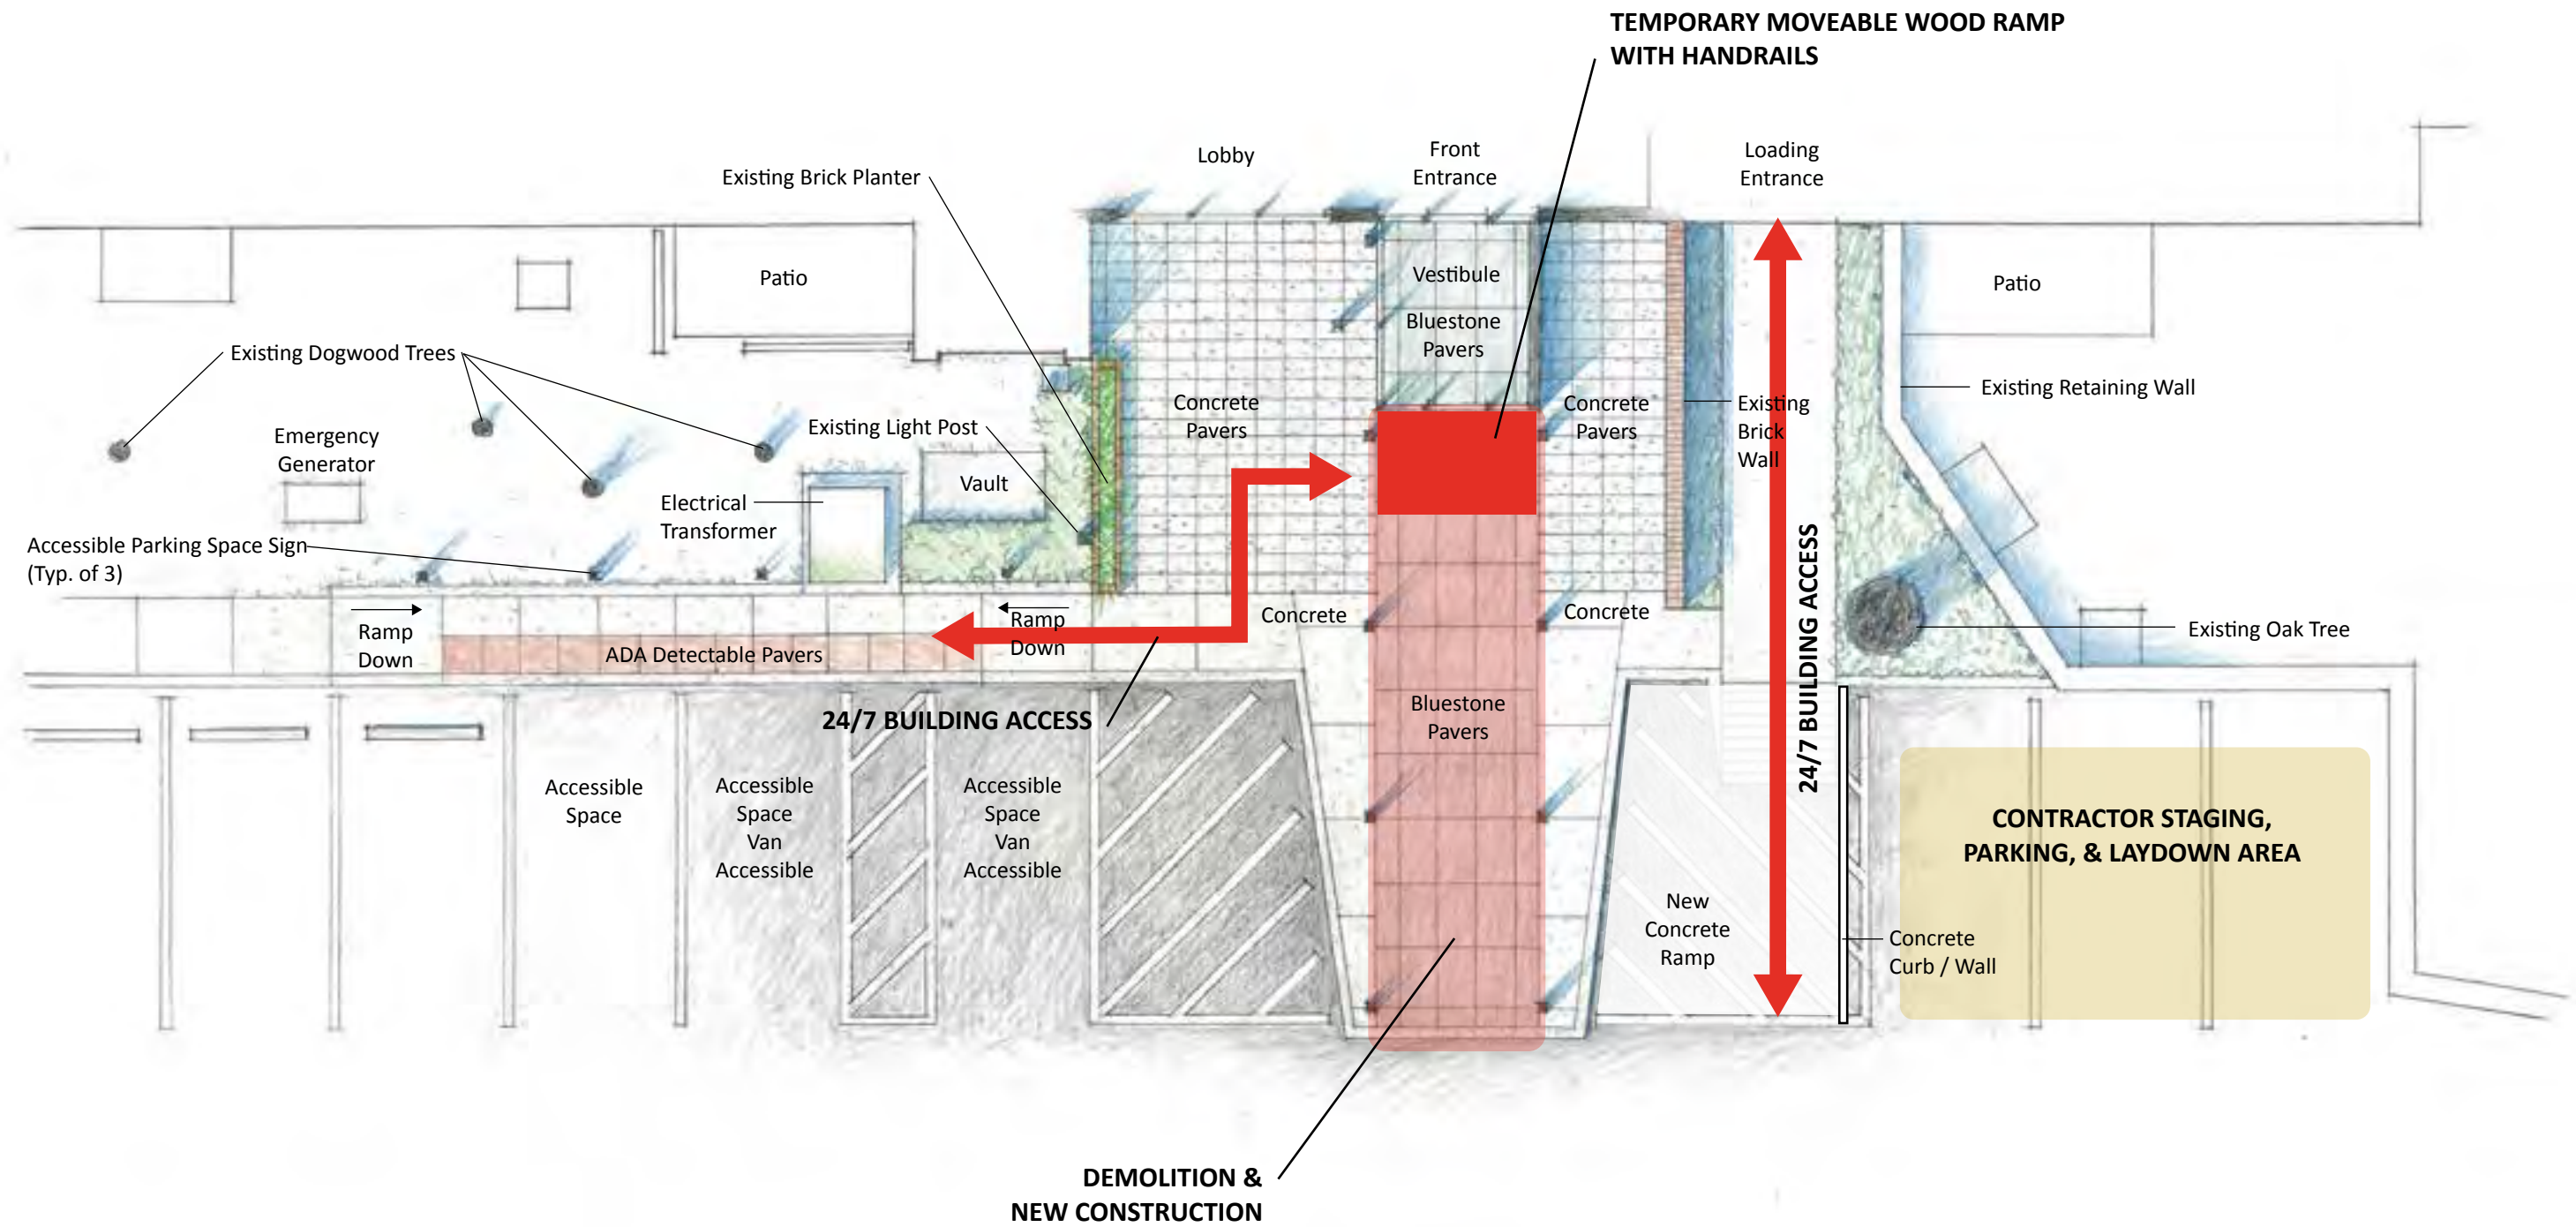 TEMPORARY MOVEABLE WOOD RAMP
WITH HANDRAILS
Lobby
Front
Entrance
Loading
Entrance
Existing Brick Planter
Patio
Vestibule
Bluestone
Pavers
Patio
Existing Dogwood Trees
Existing Retaining Wall
Concrete
Pavers
Concrete
Pavers
Existing
Brick
Wall
Emergency
Generator
Existing Light Post
Vault
Electrical
Transformer
Accessible Parking Space Sign
(Typ. of 3)
24/7 BUILDING ACCESS
Ramp
Down
Ramp
Down
Concrete
Concrete
Existing Oak Tree
ADA Detectable Pavers
24/7 BUILDING ACCESS
Bluestone
Pavers
Accessible
Space
Accessible
Space
Van
Accessible
Accessible
Space
Van
Accessible
CONTRACTOR STAGING,
PARKING, & LAYDOWN AREA
New
Concrete
Ramp
Concrete
Curb / Wall
DEMOLITION &
NEW CONSTRUCTION